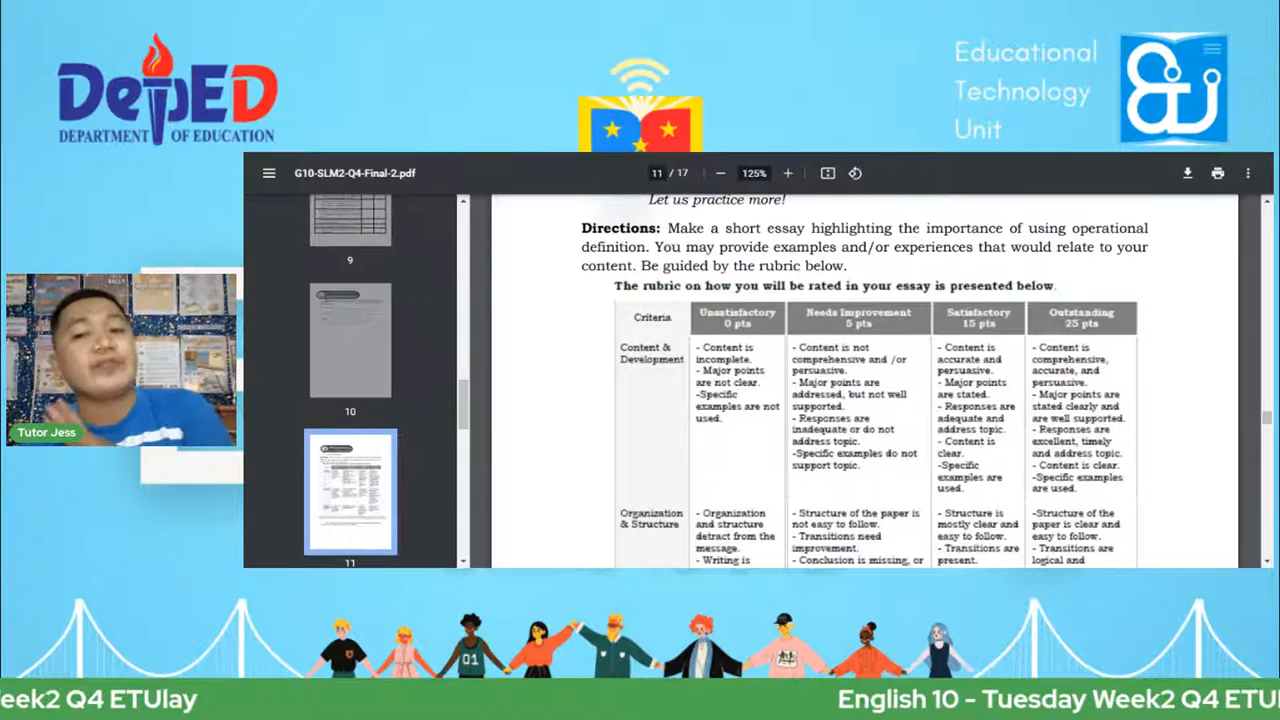 DepED
DEPARTMENT OF EDUCATION
Educational
Technology
Unit
G10-SLM2-Q4-Final-2.pdf
11 / 17
125%
9
10
11
Tutor Jess
Let us practice more!
Directions: Make a short essay highlighting the importance of using operational
definition. You may provide examples and/or experiences that would relate to your
content. Be guided by the rubric below.
The rubric on how you will be rated in your essay is presented below.
Criteria
Unsatisfactory
0 pts
Needs Improvement
5 pts
Satisfactory
15 pts
Outstanding
25 pts
Content &
Development
- Content is
incomplete.
- Major points
are not clear.
-Specific
examples are not
used.
- Content is not
comprehensive and /or
persuasive.
- Major points are
addressed, but not well
supported.
- Responses are
inadequate or do not
address topic.
-Specific examples do not
support topic.
- Content is
accurate and
persuasive.
- Major points
are stated.
- Responses are
adequate and
address topic.
- Content is
clear.
-Specific
examples are
used.
- Content is
comprehensive,
accurate, and
persuasive.
- Major points are
stated clearly and
are well supported.
- Responses are
excellent, timely
and address topic.
- Content is clear.
-Specific examples
are used.
Organization
& Structure
- Organization
and structure
detract from the
message.
- Writing is
- Structure of the paper is
not easy to follow.
- Transitions need
improvement.
- Conclusion is missing, or
- Structure is
mostly clear and
easy to follow.
- Transitions are
present.
-Structure of the
paper is clear and
easy to follow.
- Transitions are
logical and
01
eek2 Q4 ETUlay
English 10 - Tuesday Week2 Q4 ETU